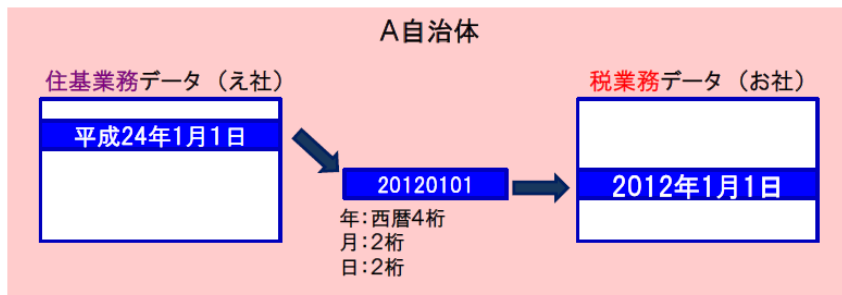 A自治体
住基業務データ（え社）
税業務データ（お社）
平成24年1月1日
20120101
2012年1月1日
年：西暦4桁
月：2桁
日：2桁